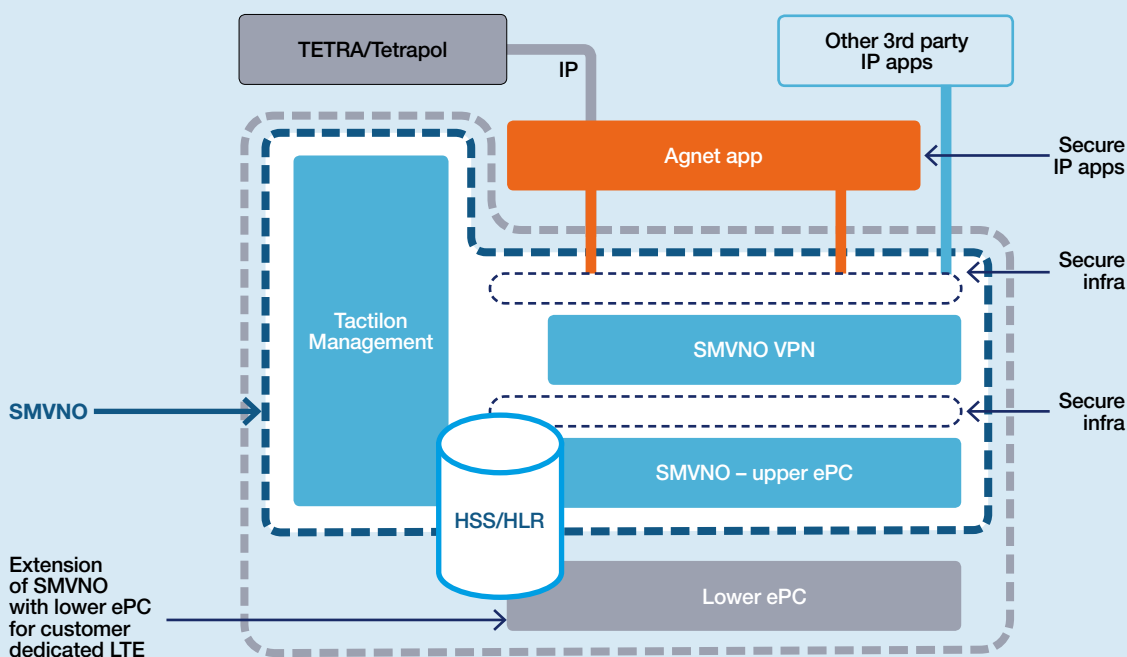 TETRA/Tetrapol
IP
Other 3rd party
IP apps
Agnet app
Secure
IP apps
Secure
infra
Tactilon
Management
SMVNO VPN
SMVNO
Secure
infra
SMVNO – upper ePC
HSS/HLR
Extension
of SMVNO
with lower ePC
for customer
dedicated LTE
Lower ePC